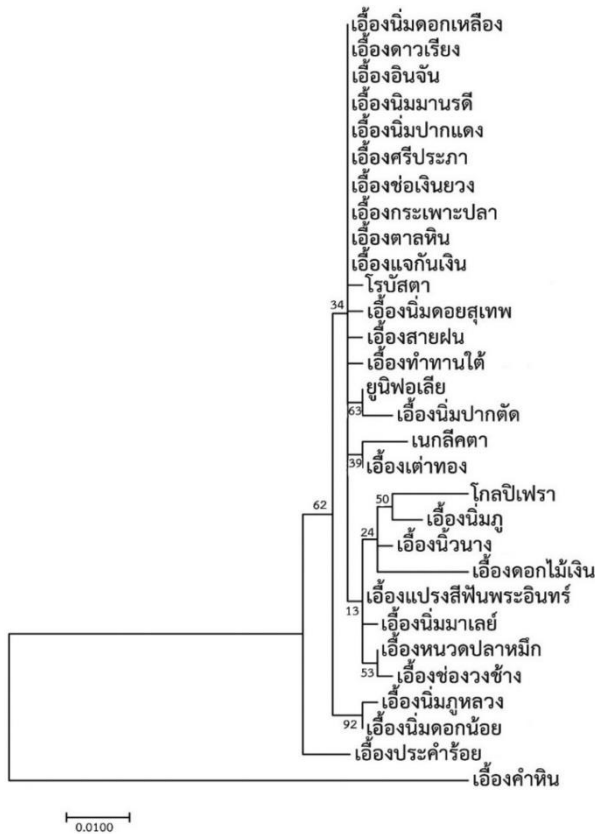 เอื้องนิ่มดอกเหลือง
เอื้องดาวเรียง
เอื้องอินจัน
เอื้องนิมมานรดี
เอื้องนิ่มปากแดง
เอื้องศรีประภา
เอื้องช่อเงินยวง
เอื้องกระเพาะปลา
เอื้องตาลหิน
เอื้องแจกันเงิน
โรบัสตา
34
เอื้องนิ่มดอยสุเทพ
เอื้องสายฝน
เอื้องทำทานใต้
ยูนิฟอเลีย
63
เอื้องนิ่มปากตัด
เนกลีคตา
39
เอื้องเต่าทอง
50
โกลปิเฟรา
62
เอื้องนิ่มภู
24
เอื้องนิ้วนาง
เอื้องดอกไม้เงิน
เอื้องแปรงสีฟันพระอินทร์
13
เอื้องนิ่มมาเลย์
เอื้องหนวดปลาหมึก
53
เอื้องช่องวงช้าง
เอื้องนิ่มภูหลวง
92
เอื้องนิ่มดอกน้อย
เอื้องประคำร้อย
เอื้องคำหิน
0.0100